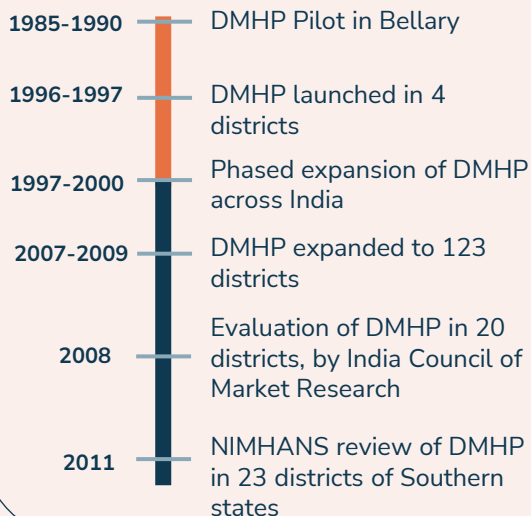 1985-1990 DMHP Pilot in Bellary
1996-1997 DMHP launched in 4
districts
Phased expansion of DMHP
1997-2000 across India
2007-2009 DMHP expanded to 123
districts
Evaluation of DMHP in 20
2008 districts, by India Council of
Market Research
NIMHANS review of DMHP
2011 in 23 districts of Southern
states